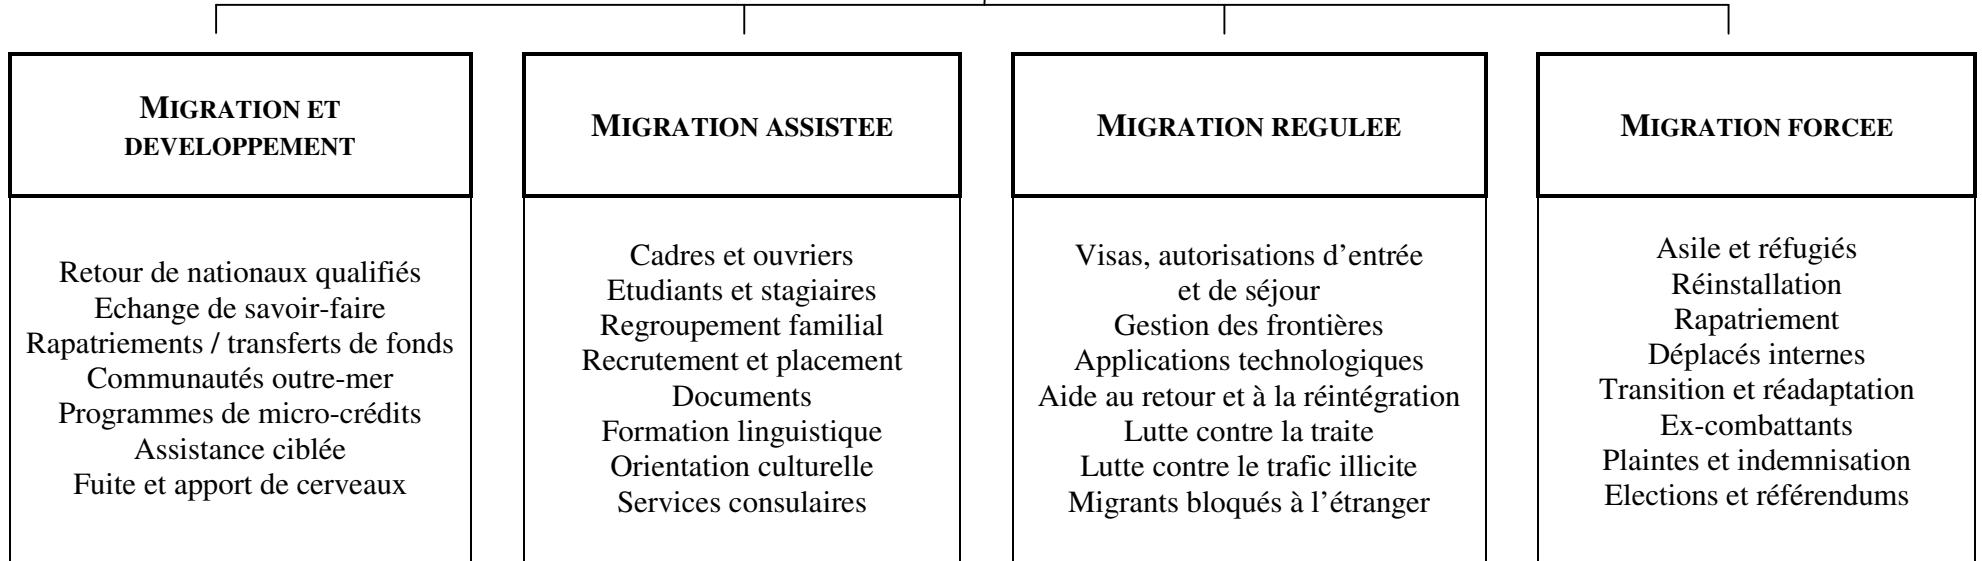 MIGRATION ET
DEVELOPPEMENT
Retour de nationaux qualifiés
Echange de savoir-faire
Rapatriements / transferts de fonds
Communautés outre-mer
Programmes de micro-crédits
Assistance ciblée
Fuite et apport de cerveaux
MIGRATION ASSISTEE
Cadres et ouvriers
Etudiants et stagiaires
Regroupement familial
Recrutement et placement
Documents
Formation linguistique
Orientation culturelle
Services consulaires
MIGRATION REGULEE
Visas, autorisations d’entrée
et de séjour
Gestion des frontières
Applications technologiques
Aide au retour et à la réintégration
Lutte contre la traite
Lutte contre le trafic illicite
Migrants bloqués à l’étranger
MIGRATION FORCEE
Asile et réfugiés
Réinstallation
Rapatriement
Déplacés internes
Transition et réadaptation
Ex-combattants
Plaintes et indemnisation
Elections et référendums